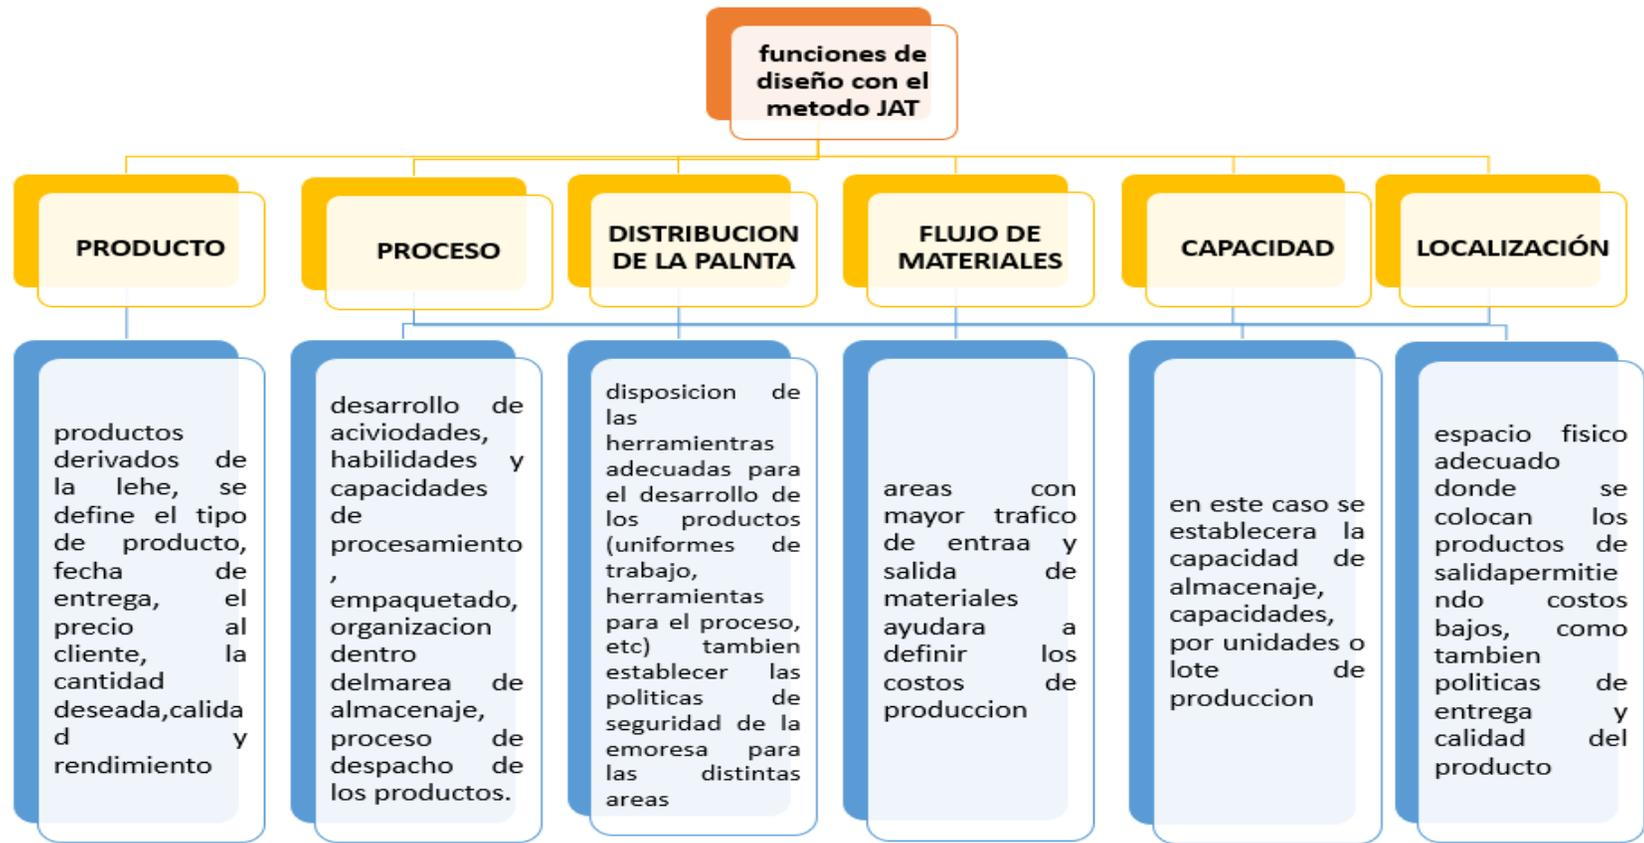 funciones de
diseño con el
metodo JAT
PRODUCTO
PROCESO
DISTRIBUCION
DE LA PALNTA
FLUJO DE
MATERIALES
CAPACIDAD
LOCALIZACIÓN
productos
derivados de
la lehe, se
define el tipo
de producto,
fecha de
entrega, el
precio al
cliente, la
cantidad
deseada,calida
d y
rendimiento
desarrollo de
aciviodades,
habilidades y
capacidades
de
procesamiento
,
empaquetado,
organizacion
dentro
delmarea de
almacenaje,
proceso de
despacho de
los productos.
disposicion de
las
herramientras
adecuadas para
el desarrollo de
los productos
(uniformes de
trabajo,
herramientas
para el proceso,
etc) tambien
establecer las
politicas de
seguridad de la
emoresa para
las distintas
areas
areas con
mayor trafico
de entraa y
salida de
materiales
ayudara a
definir los
costos de
produccion
en este caso se
establecera la
capacidad de
almacenaje,
capacidades,
por unidades o
lote de
produccion
espacio fisico
adecuado
donde se
colocan los
productos de
salidapermitie
ndo costos
bajos, como
tambien
politicas de
entrega y
calidad del
producto